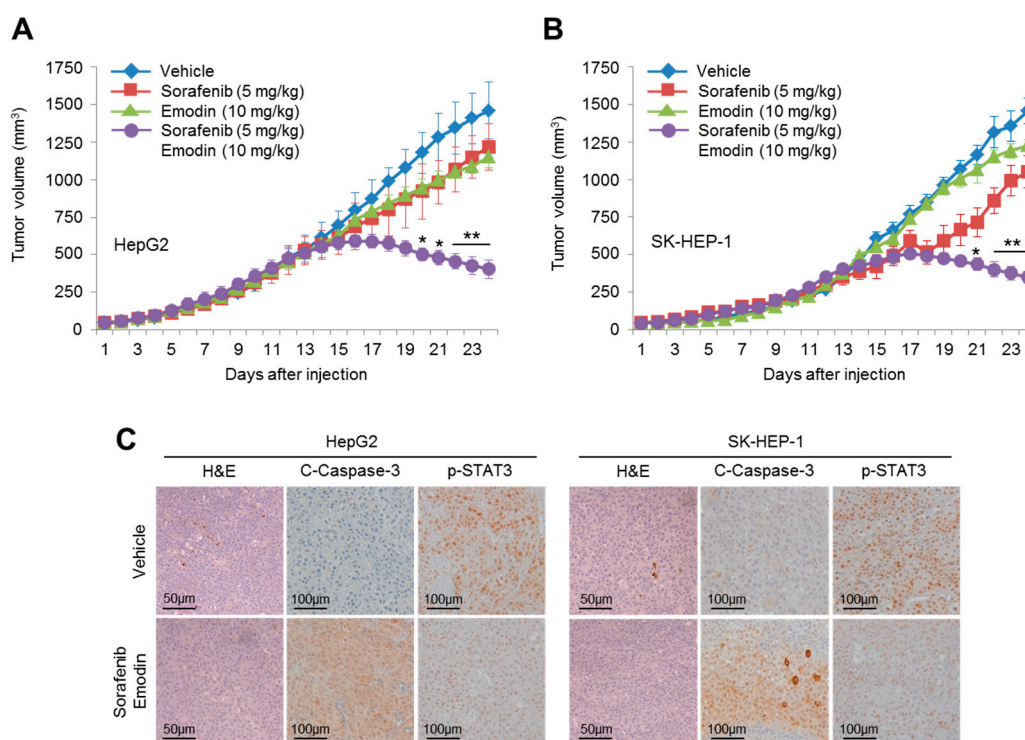 A
Tumor volume (mm³)
1750
1500
1250
1000
750
500
250
0
Vehicle
Sorafenib (5 mg/kg)
Emodin (10 mg/kg)
Sorafenib (5 mg/kg)
Emodin (10 mg/kg)
HepG2
* * **
1 3 5 7 9 11 13 15 17 19 21 23
Days after injection
B
Tumor volume (mm³)
1750
1500
1250
1000
750
500
250
0
Vehicle
Sorafenib (5 mg/kg)
Emodin (10 mg/kg)
Sorafenib (5 mg/kg)
Emodin (10 mg/kg)
SK-HEP-1
* **
1 3 5 7 9 11 13 15 17 19 21 23
Days after injection
C
HepG2 SK-HEP-1
H&E C-Caspase-3 p-STAT3 H&E C-Caspase-3 p-STAT3
Vehicle
50μm 100μm 100μm 50μm 100μm 100μm
Sorafenib
Emodin
50μm 100μm 100μm 50μm 100μm 100μm